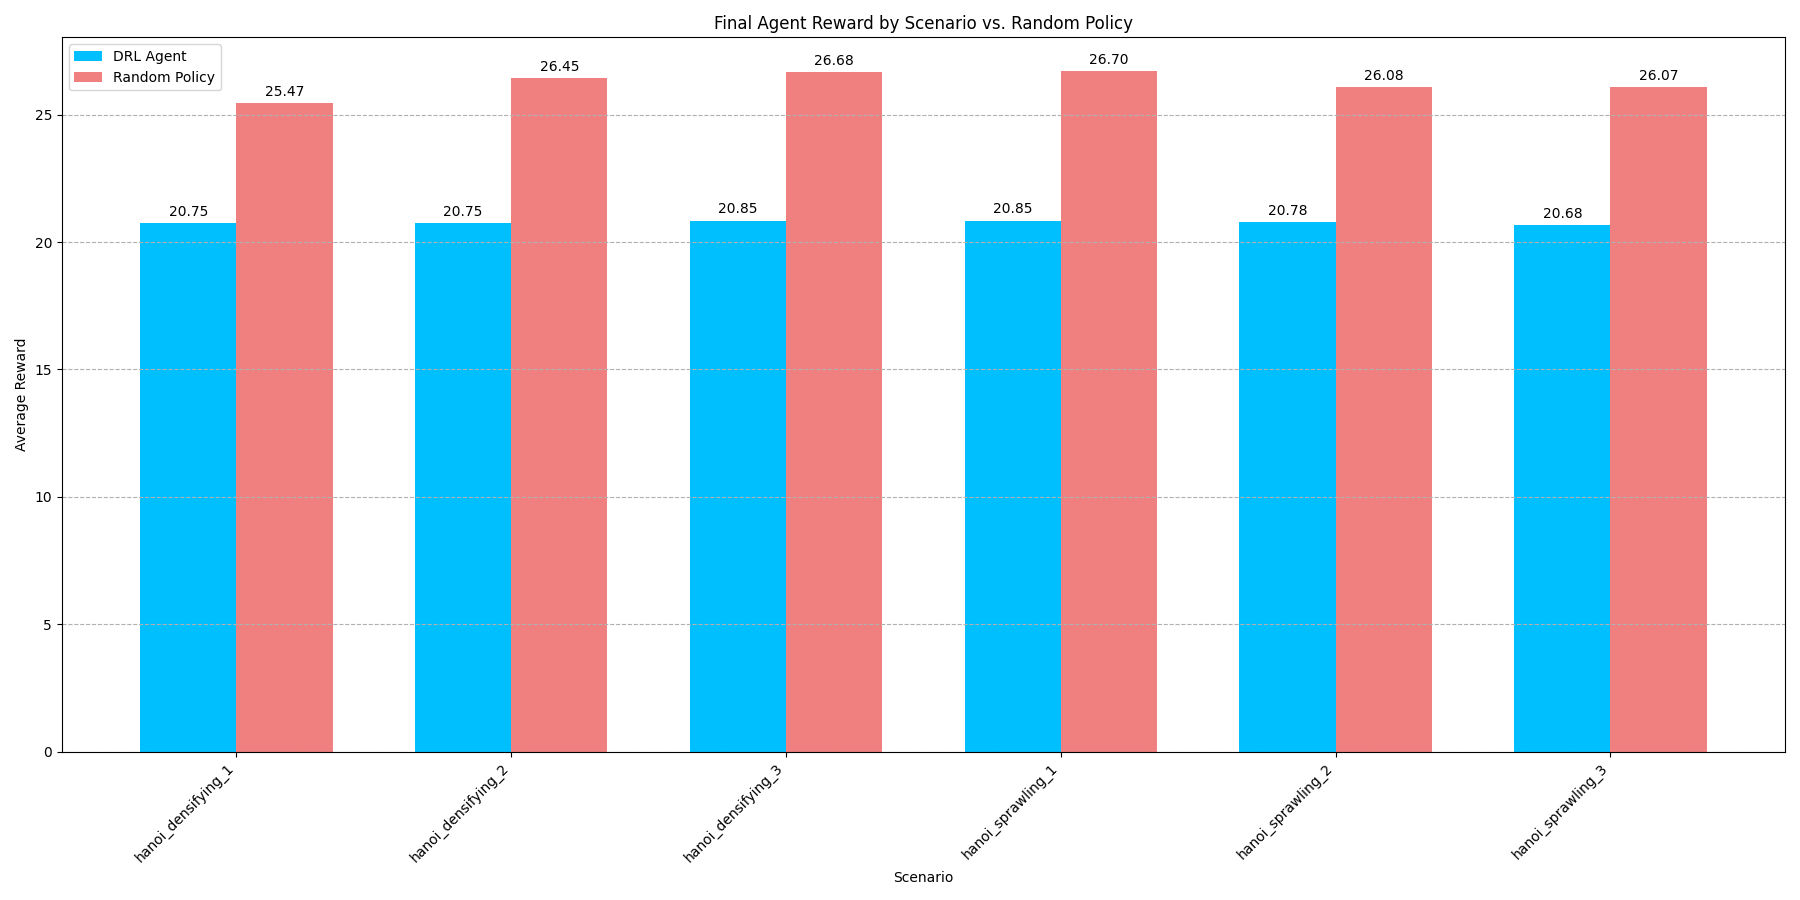 Final Agent Reward by Scenario vs. Random Policy
DRL Agent
Random Policy
Average Reward
25
20
15
10
5
0
20.75
25.47
20.75
26.45
20.85
26.68
20.85
26.70
20.78
26.08
20.68
26.07
hanoi_densifying_1
hanoi_densifying_2
hanoi_densifying_3
hanoi_sprawling_1
hanoi_sprawling_2
hanoi_sprawling_3
Scenario